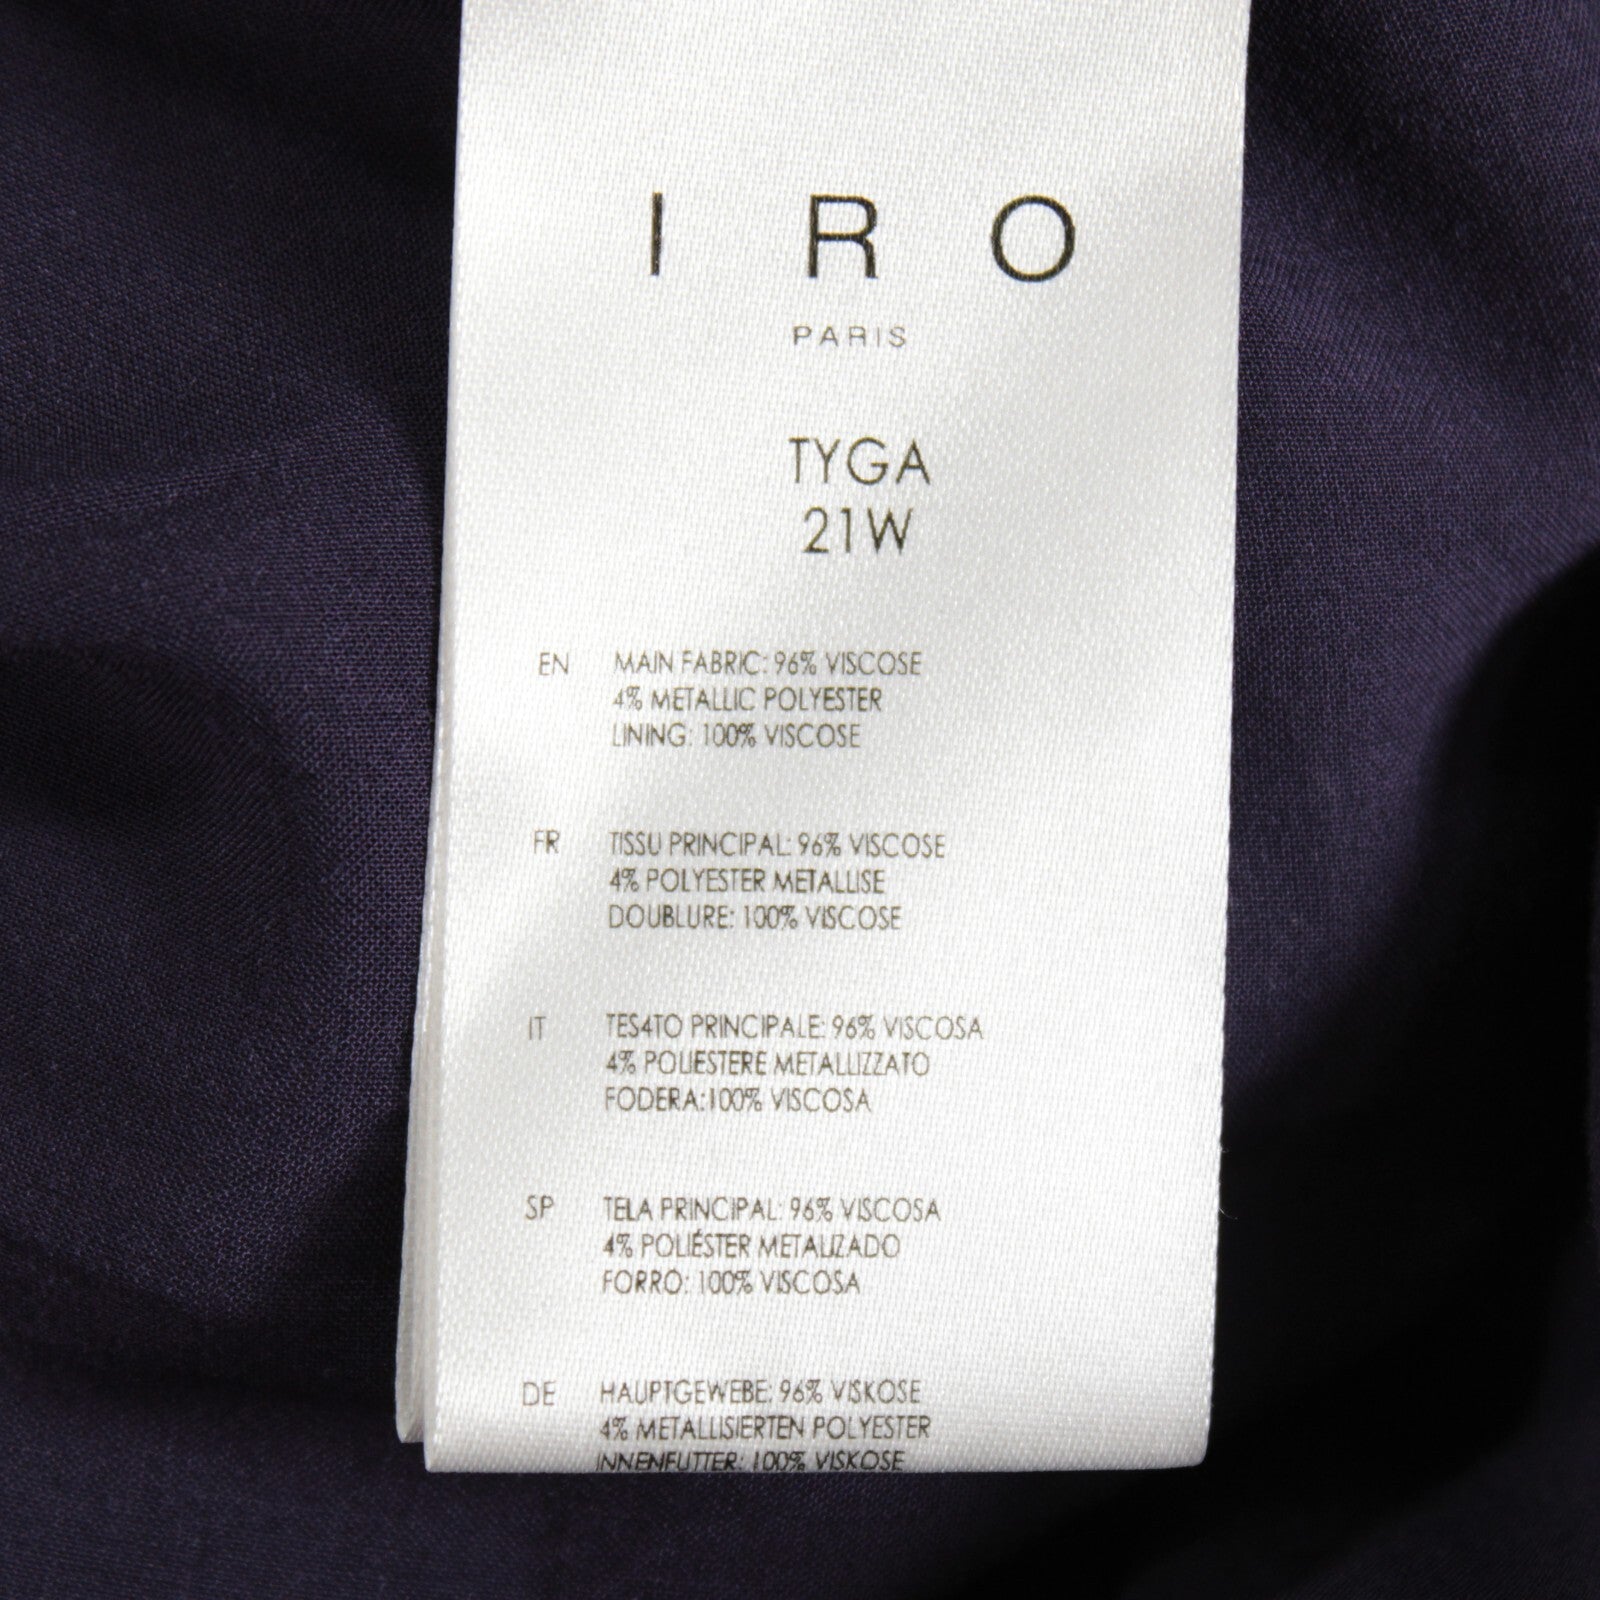 IRO
PARIS
TYGA
21W
EN MAIN FABRIC: 96% VISCOSE
4% METALLIC POLYESTER
LINING: 100% VISCOSE
FR TISSU PRINCIPAL: 96% VISCOSE
4% POLYESTER METALLISE
DOUBLURE: 100% VISCOSE
IT TES4TO PRINCIPALE: 96% VISCOSA
4% POLIESTERE METALLIZZATO
FODERA:100% VISCOSA
SP TELA PRINCIPAL: 96% VISCOSA
4% POLIÉSTER METALIZADO
FORRO: 100% VISCOSA
DE HAUPTGEWEBE: 96% VISKOSE
4% METALLISIERTEN POLYESTER
INNENFUTTER: 100% VISKOSE